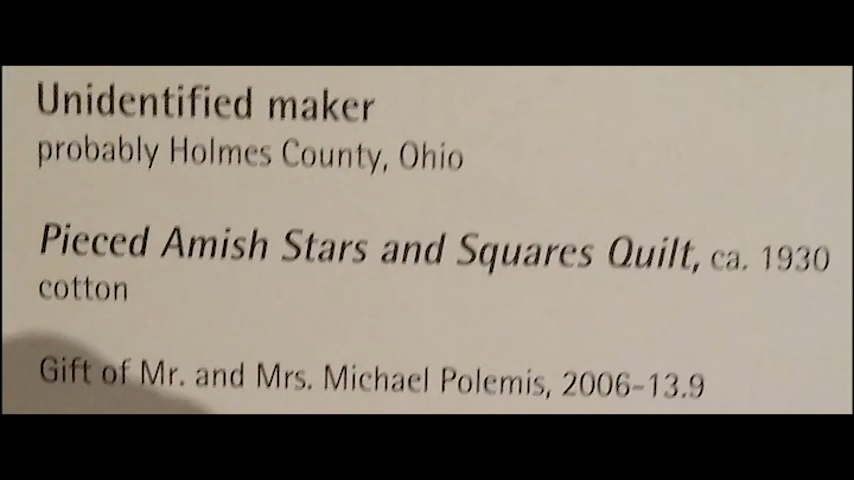 Unidentified maker
probably Holmes County, Ohio
Pieced Amish Stars and Squares Quilt, ca. 1930
cotton
Gift of Mr. and Mrs. Michael Polemis, 2006-13.9